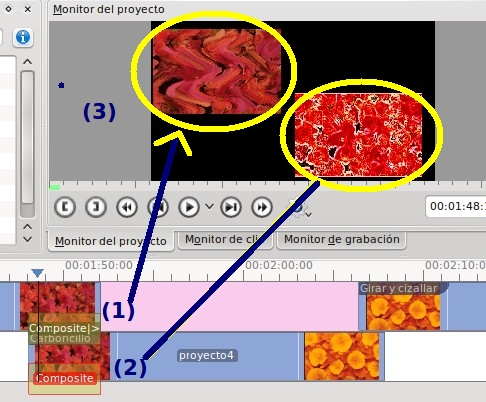 Monitor del proyecto
(3)
00:01:48:
Monitor del proyecto
Monitor de cli
Monitor de grabación
00:01:50:00
00:02:00:00
00:02:10:0
Girar y cizallar
(1)
Composite|>
Carboncillo
(2)
proyecto4
Composite